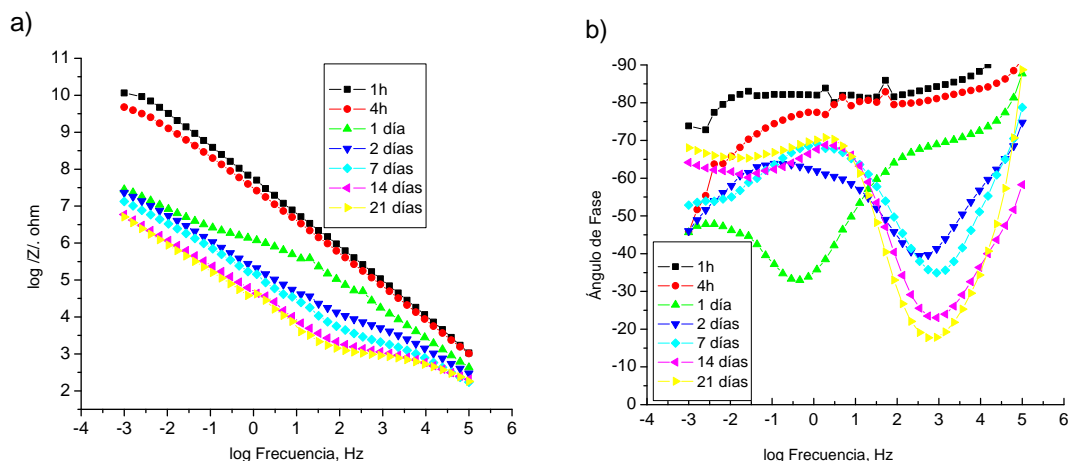 a)
11
10
9
8
7
6
5
4
3
2
log /Z/. ohm
-4 -3 -2 -1 0 1 2 3 4 5 6
log Frecuencia, Hz
1h
4h
1 día
2 días
7 días
14 días
21 días
b)
-90
-80
-70
-60
-50
-40
-30
-20
-10
0
Ángulo de Fase
-4 -3 -2 -1 0 1 2 3 4 5 6
log Frecuencia, Hz
1h
4h
1 día
2 días
7 días
14 días
21 días